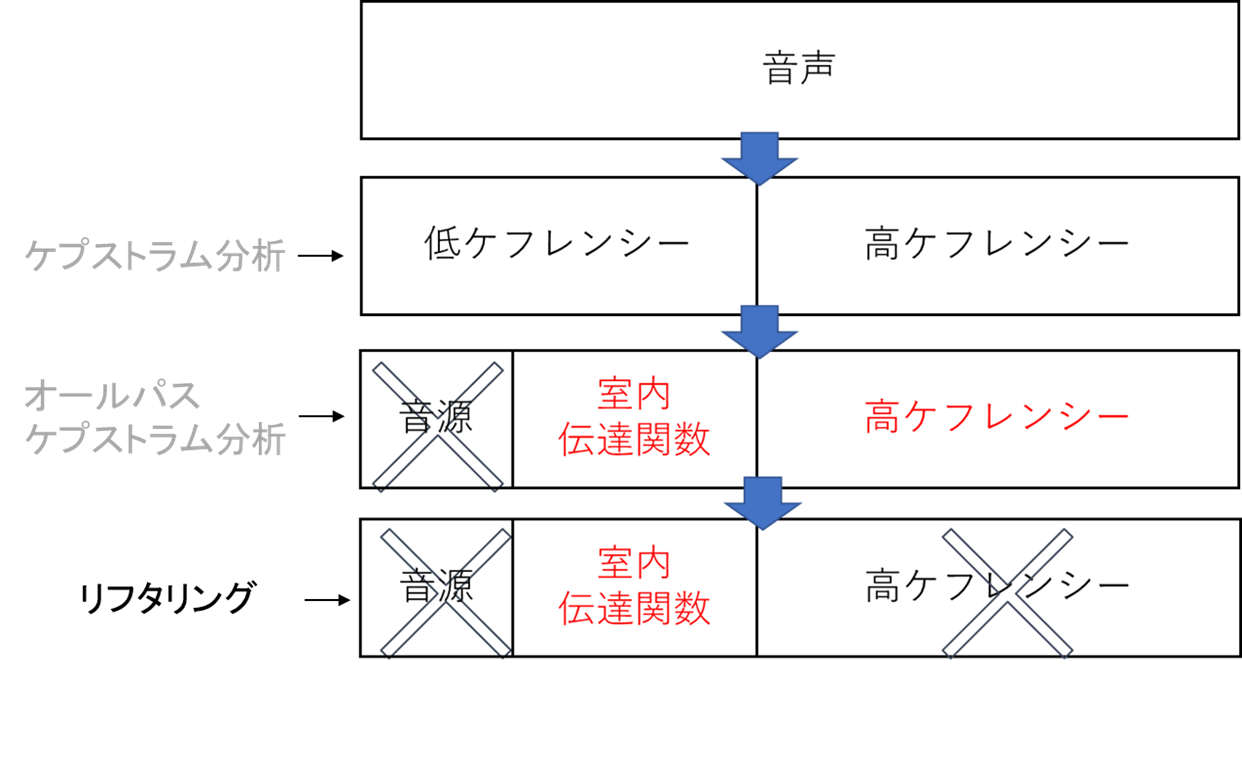 音声
ケプストラム分析
低ケフレンシー
高ケフレンシー
オールパス
ケプストラム分析
音源
室内
伝達関数
高ケフレンシー
リフタリング
音源
室内
伝達関数
高ケフレンシー